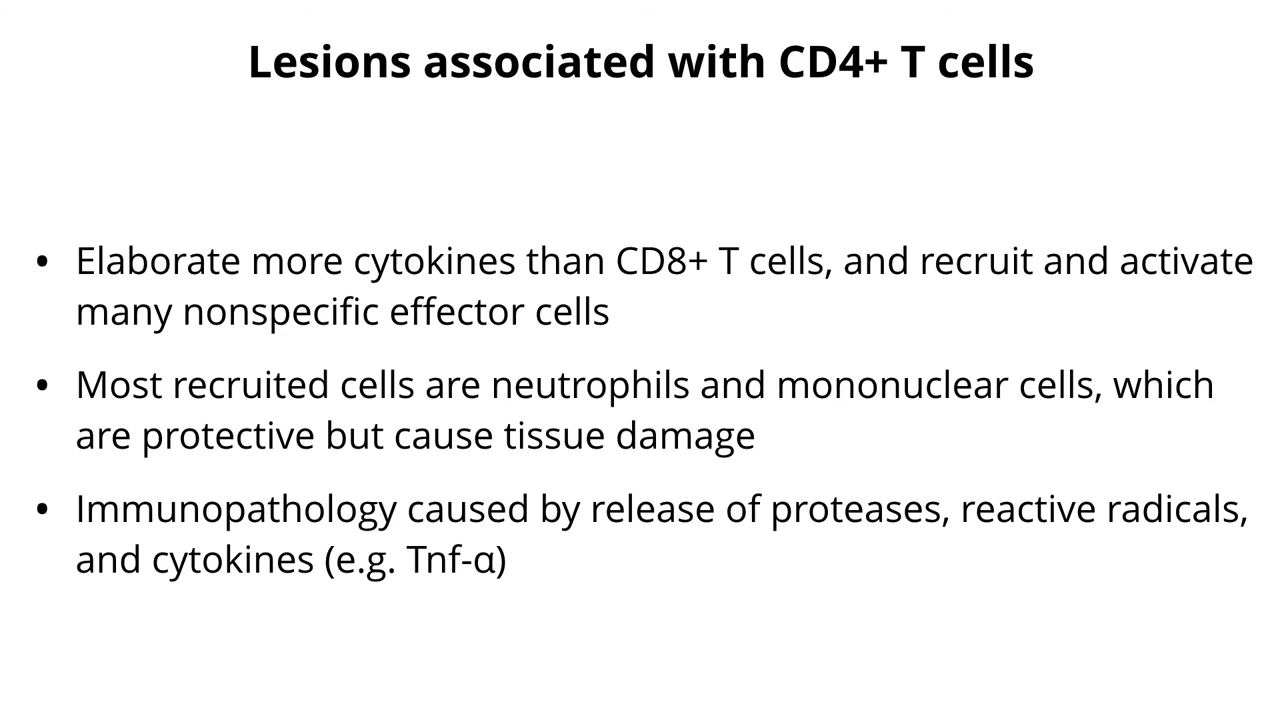 Lesions associated with CD4+ T cells
• Elaborate more cytokines than CD8+ T cells, and recruit and activate
many nonspecific effector cells
• Most recruited cells are neutrophils and mononuclear cells, which
are protective but cause tissue damage
• Immunopathology caused by release of proteases, reactive radicals,
and cytokines (e.g. Tnf-α)